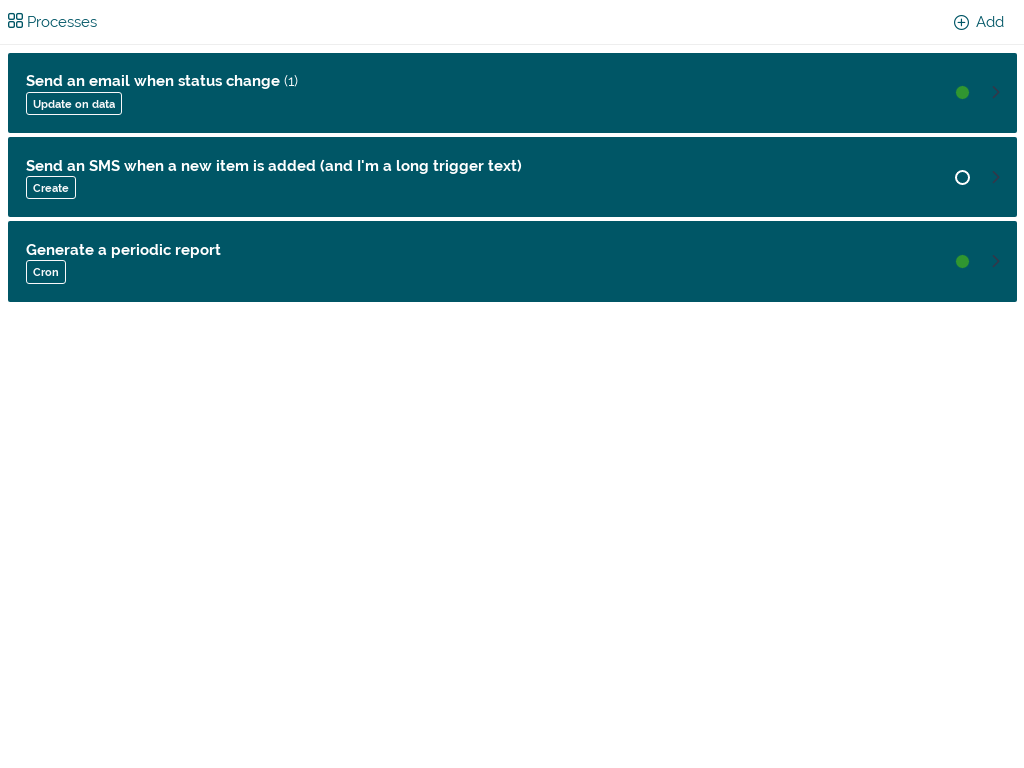 Processes
Add
Send an email when status change (1)
Update on data
Send an SMS when a new item is added (and I'm a long trigger text)
Create
Generate a periodic report
Cron